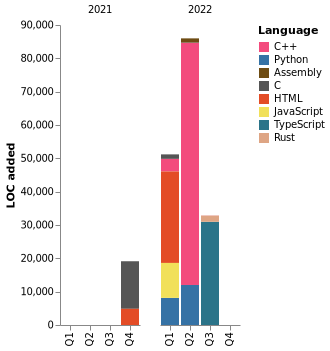 2021
2022
LOC added
90,000
80,000
70,000
60,000
50,000
40,000
30,000
20,000
10,000
0
Q1
Q2
Q3
Q4
Q1
Q2
Q3
Q4
Language
C++
Python
Assembly
C
HTML
JavaScript
TypeScript
Rust